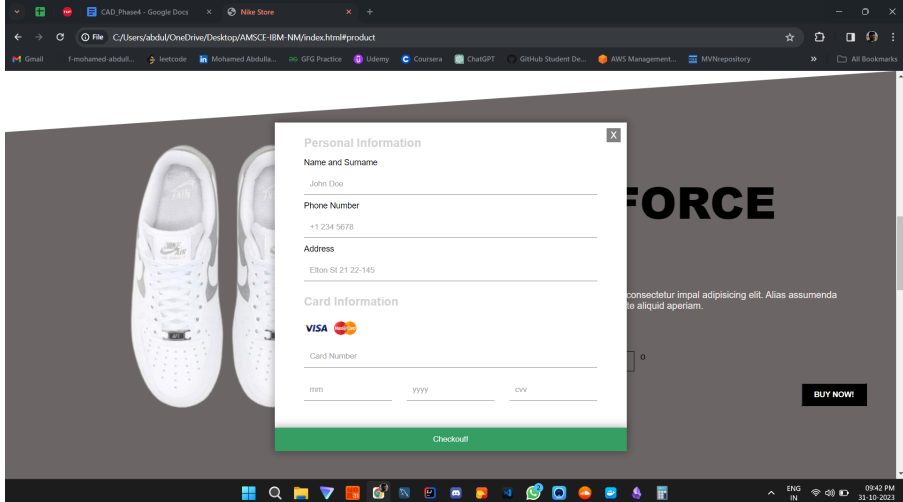 CAD_Phase4 - Google Docs
Nike Store
File
C:/Users/abdul/OneDrive/Desktop/AMSCE-IBM-NM/index.html#product
Gmail
f-mohamed-abdull...
leetcode
Mohamed Abdulla...
GFG Practice
Udemy
Coursera
ChatGPT
GitHub Student De...
AWS Management...
MVNrepository
»
All Bookmarks
Personal Information
X
Name and Surname
John Doe
Phone Number
+1 234 5678
Address
Elton St 21 22-145
Card Information
VISA MasterCard
Card Number
mm yyyy cvv
Checkout!
FORCE
consectetur impal adipisicing elit. Alias assumenda
te aliquid aperiam.
BUY NOW!
ENG
IN
09:42 PM
31-10-2023